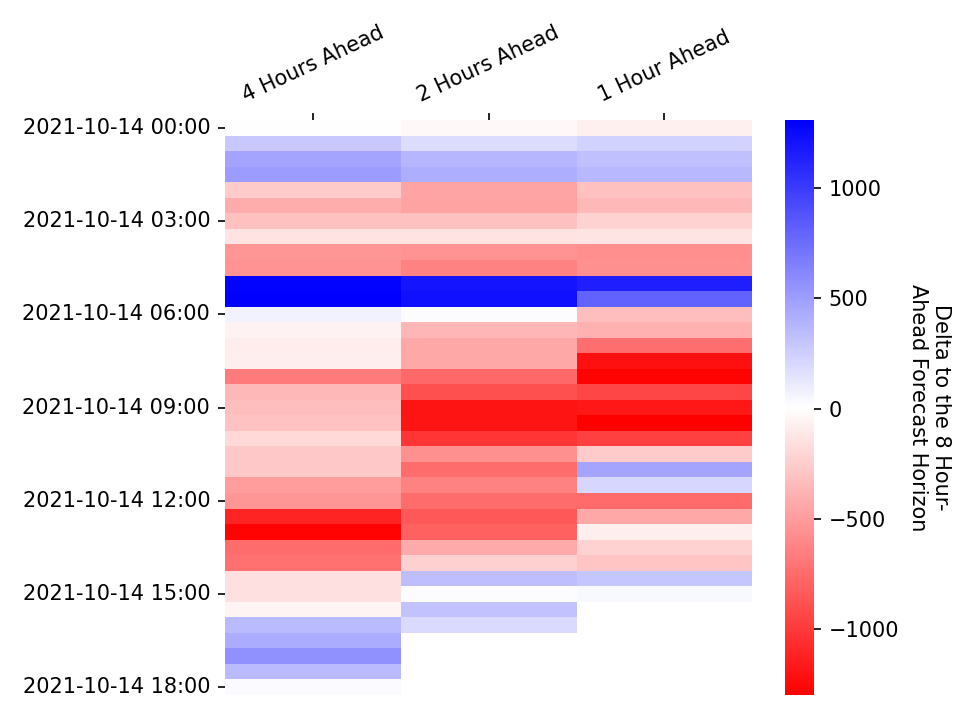 4 Hours Ahead
2 Hours Ahead
1 Hour Ahead
2021-10-14 00:00
2021-10-14 03:00
2021-10-14 06:00
2021-10-14 09:00
2021-10-14 12:00
2021-10-14 15:00
2021-10-14 18:00
1000
500
0
−500
−1000
Delta to the 8 Hour-
Ahead Forecast Horizon